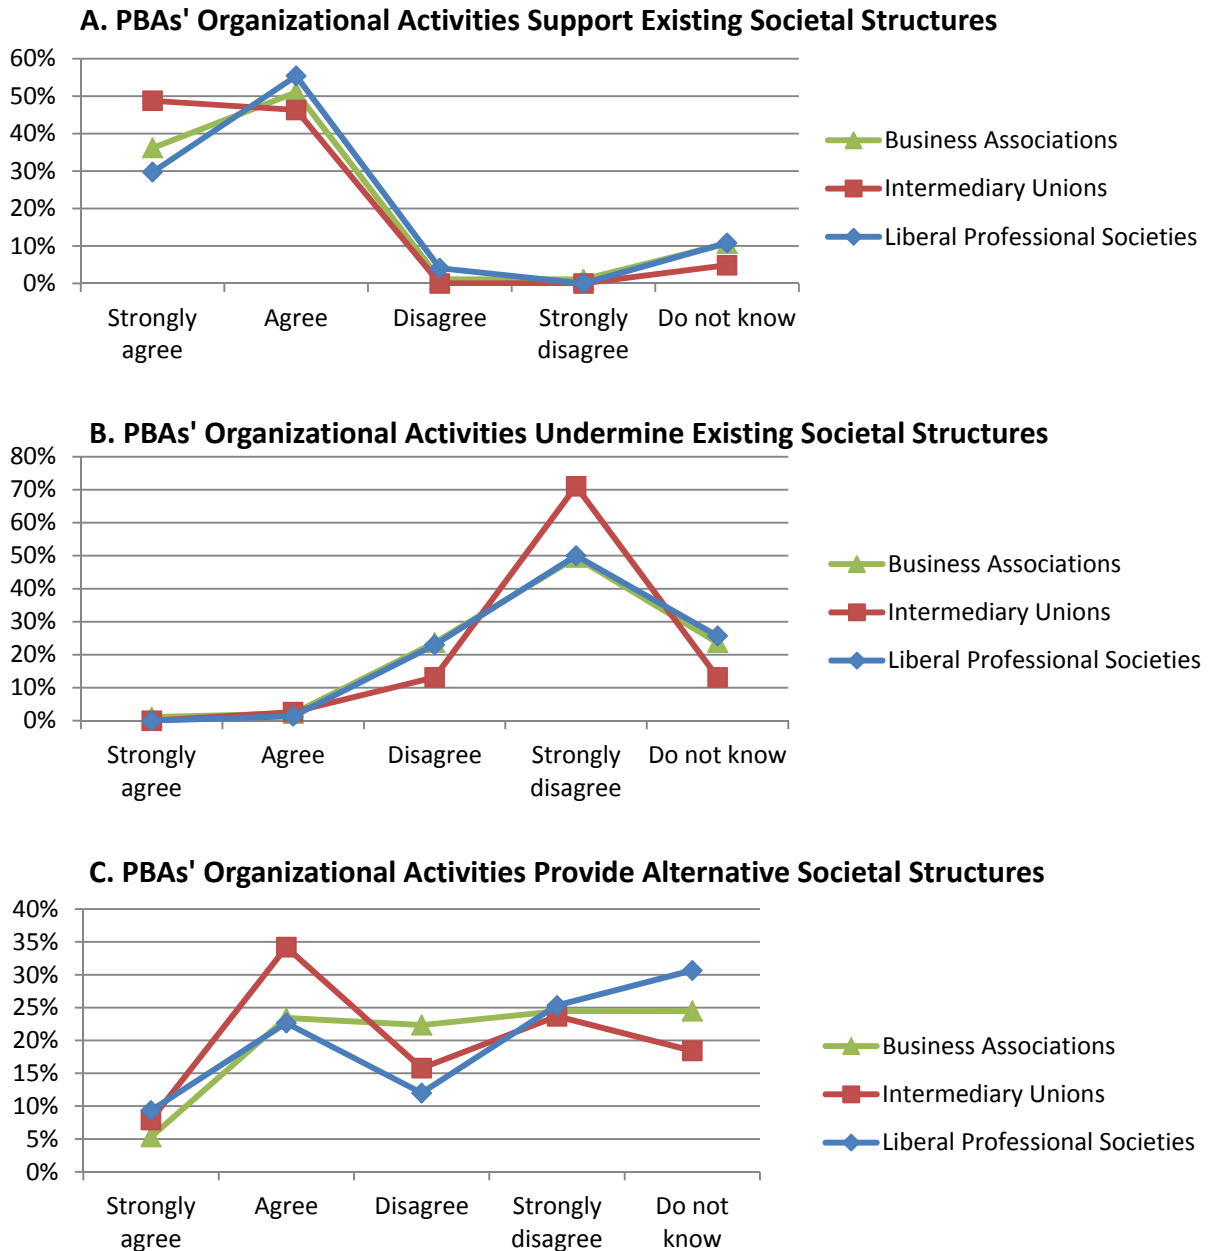 A. PBAs' Organizational Activities Support Existing Societal Structures
60%
50%
40%
30%
20%
10%
0%
Strongly agree
Agree
Disagree
Strongly disagree
Do not know
Business Associations
Intermediary Unions
Liberal Professional Societies
B. PBAs' Organizational Activities Undermine Existing Societal Structures
80%
70%
60%
50%
40%
30%
20%
10%
0%
Strongly agree
Agree
Disagree
Strongly disagree
Do not know
Business Associations
Intermediary Unions
Liberal Professional Societies
C. PBAs' Organizational Activities Provide Alternative Societal Structures
40%
35%
30%
25%
20%
15%
10%
5%
0%
Strongly agree
Agree
Disagree
Strongly disagree
Do not know
Business Associations
Intermediary Unions
Liberal Professional Societies